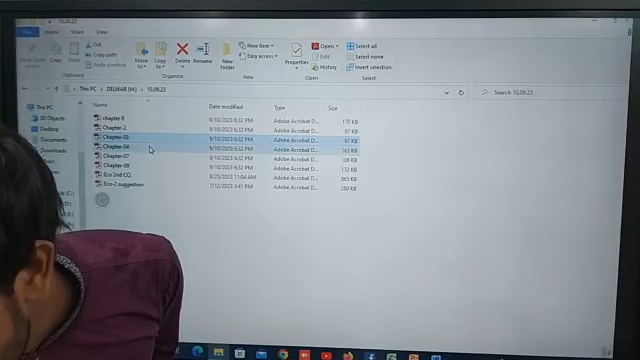 10.09.23
File Home Share View
Cut
Copy path
Paste shortcut
Copy Paste
Clipboard
Move to Copy to Delete Rename
Organize
New folder
New item
Easy access
New
Properties
Open
Edit
History
Open
Select all
Select none
Invert selection
Select
This PC > DELWAR (H:) > 10.09.23
Search 10.09.23
Name Date modified Type Size
This PC
3D Objects
Desktop
Documents
Downloads
chapter 8 9/10/2023 6:32 PM Adobe Acrobat D... 170 KB
Chapter-2 9/10/2023 6:32 PM Adobe Acrobat D... 97 KB
Chapter-03 9/10/2023 6:32 PM Adobe Acrobat D... 97 KB
Chapter-04 9/10/2023 6:32 PM Adobe Acrobat D... 163 KB
Chapter-07 9/10/2023 6:32 PM Adobe Acrobat D... 106 KB
Chapter-09 9/10/2023 6:32 PM Adobe Acrobat D... 132 KB
Eco 2nd CQ 8/25/2023 11:04 AM Adobe Acrobat D... 865 KB
Eco-2 suggestion 7/12/2023 3:41 PM Adobe Acrobat D... 280 KB